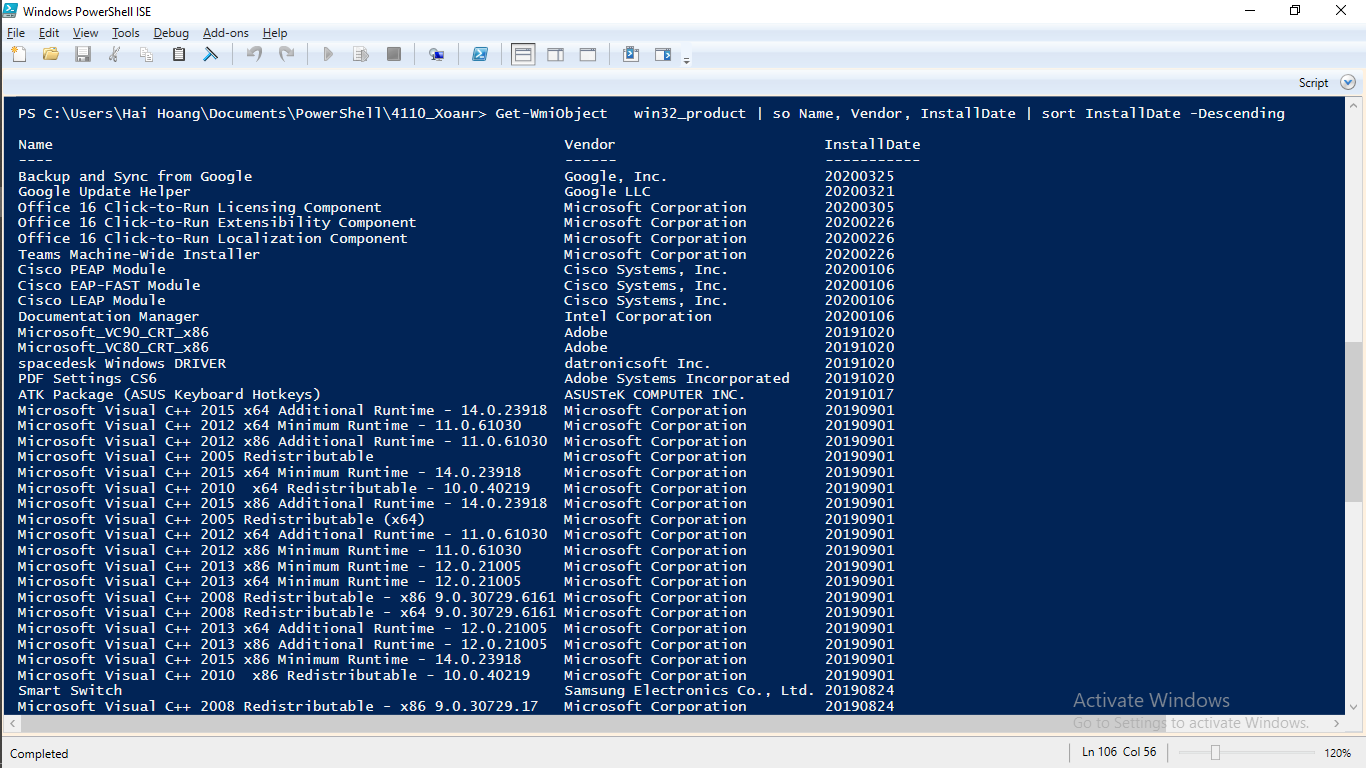 Windows PowerShell ISE
File Edit View Tools Debug Add-ons Help
Script
PS C:\Users\Hai Hoang\Documents\PowerShell\4110_Хоанг> Get-WmiObject   win32_product | so Name, Vendor, InstallDate | sort InstallDate -Descending
Name Vendor InstallDate
---- ------ -----------
Backup and Sync from Google Google, Inc. 20200325
Google Update Helper Google LLC 20200321
Office 16 Click-to-Run Licensing Component Microsoft Corporation 20200305
Office 16 Click-to-Run Extensibility Component Microsoft Corporation 20200226
Office 16 Click-to-Run Localization Component Microsoft Corporation 20200226
Teams Machine-Wide Installer Microsoft Corporation 20200226
Cisco PEAP Module Cisco Systems, Inc. 20200106
Cisco EAP-FAST Module Cisco Systems, Inc. 20200106
Cisco LEAP Module Cisco Systems, Inc. 20200106
Documentation Manager Intel Corporation 20200106
Microsoft_VC90_CRT_x86 Adobe 20191020
Microsoft_VC80_CRT_x86 Adobe 20191020
spacedesk Windows DRIVER datronicsoft Inc. 20191020
PDF Settings CS6 Adobe Systems Incorporated 20191020
ATK Package (ASUS Keyboard Hotkeys) ASUSTeK COMPUTER INC. 20191017
Microsoft Visual C++ 2015 x64 Additional Runtime - 14.0.23918 Microsoft Corporation 20190901
Microsoft Visual C++ 2012 x64 Minimum Runtime - 11.0.61030 Microsoft Corporation 20190901
Microsoft Visual C++ 2012 x86 Additional Runtime - 11.0.61030 Microsoft Corporation 20190901
Microsoft Visual C++ 2005 Redistributable Microsoft Corporation 20190901
Microsoft Visual C++ 2015 x64 Minimum Runtime - 14.0.23918 Microsoft Corporation 20190901
Microsoft Visual C++ 2010  x64 Redistributable - 10.0.40219 Microsoft Corporation 20190901
Microsoft Visual C++ 2015 x86 Additional Runtime - 14.0.23918 Microsoft Corporation 20190901
Microsoft Visual C++ 2005 Redistributable (x64) Microsoft Corporation 20190901
Microsoft Visual C++ 2012 x64 Additional Runtime - 11.0.61030 Microsoft Corporation 20190901
Microsoft Visual C++ 2012 x86 Minimum Runtime - 11.0.61030 Microsoft Corporation 20190901
Microsoft Visual C++ 2013 x86 Minimum Runtime - 12.0.21005 Microsoft Corporation 20190901
Microsoft Visual C++ 2013 x64 Minimum Runtime - 12.0.21005 Microsoft Corporation 20190901
Microsoft Visual C++ 2008 Redistributable - x86 9.0.30729.6161 Microsoft Corporation 20190901
Microsoft Visual C++ 2008 Redistributable - x64 9.0.30729.6161 Microsoft Corporation 20190901
Microsoft Visual C++ 2013 x64 Additional Runtime - 12.0.21005 Microsoft Corporation 20190901
Microsoft Visual C++ 2013 x86 Additional Runtime - 12.0.21005 Microsoft Corporation 20190901
Microsoft Visual C++ 2015 x86 Minimum Runtime - 14.0.23918 Microsoft Corporation 20190901
Microsoft Visual C++ 2010  x86 Redistributable - 10.0.40219 Microsoft Corporation 20190901
Smart Switch Samsung Electronics Co., Ltd. 20190824
Microsoft Visual C++ 2008 Redistributable - x86 9.0.30729.17 Microsoft Corporation 20190824
Activate Windows
Go to Settings to activate Windows.
Completed Ln 106 Col 56 120%